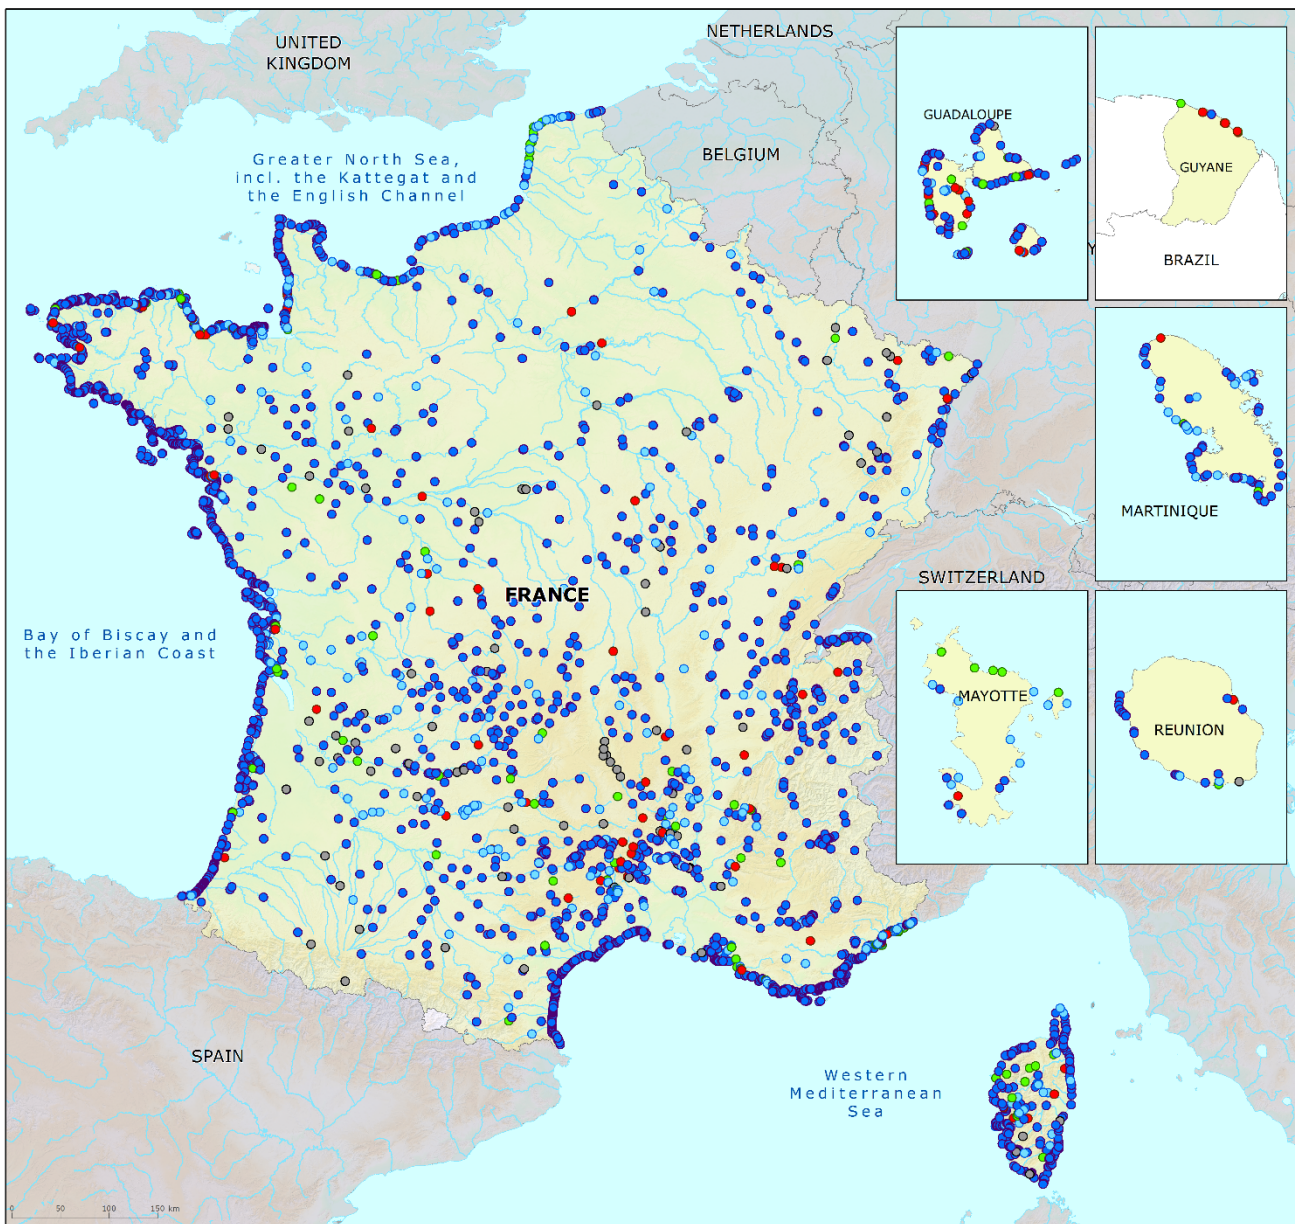 UNITED
KINGDOM
NETHERLANDS
BELGIUM
Greater North Sea,
incl. the Kattegat and
the English Channel
GUADALOUPE
GUYANE
BRAZIL
Y
MARTINIQUE
SWITZERLAND
FRANCE
Bay of Biscay and
the Iberian Coast
MAYOTTE
REUNION
SPAIN
Western
Mediterranean
Sea
0 50 100 150 km